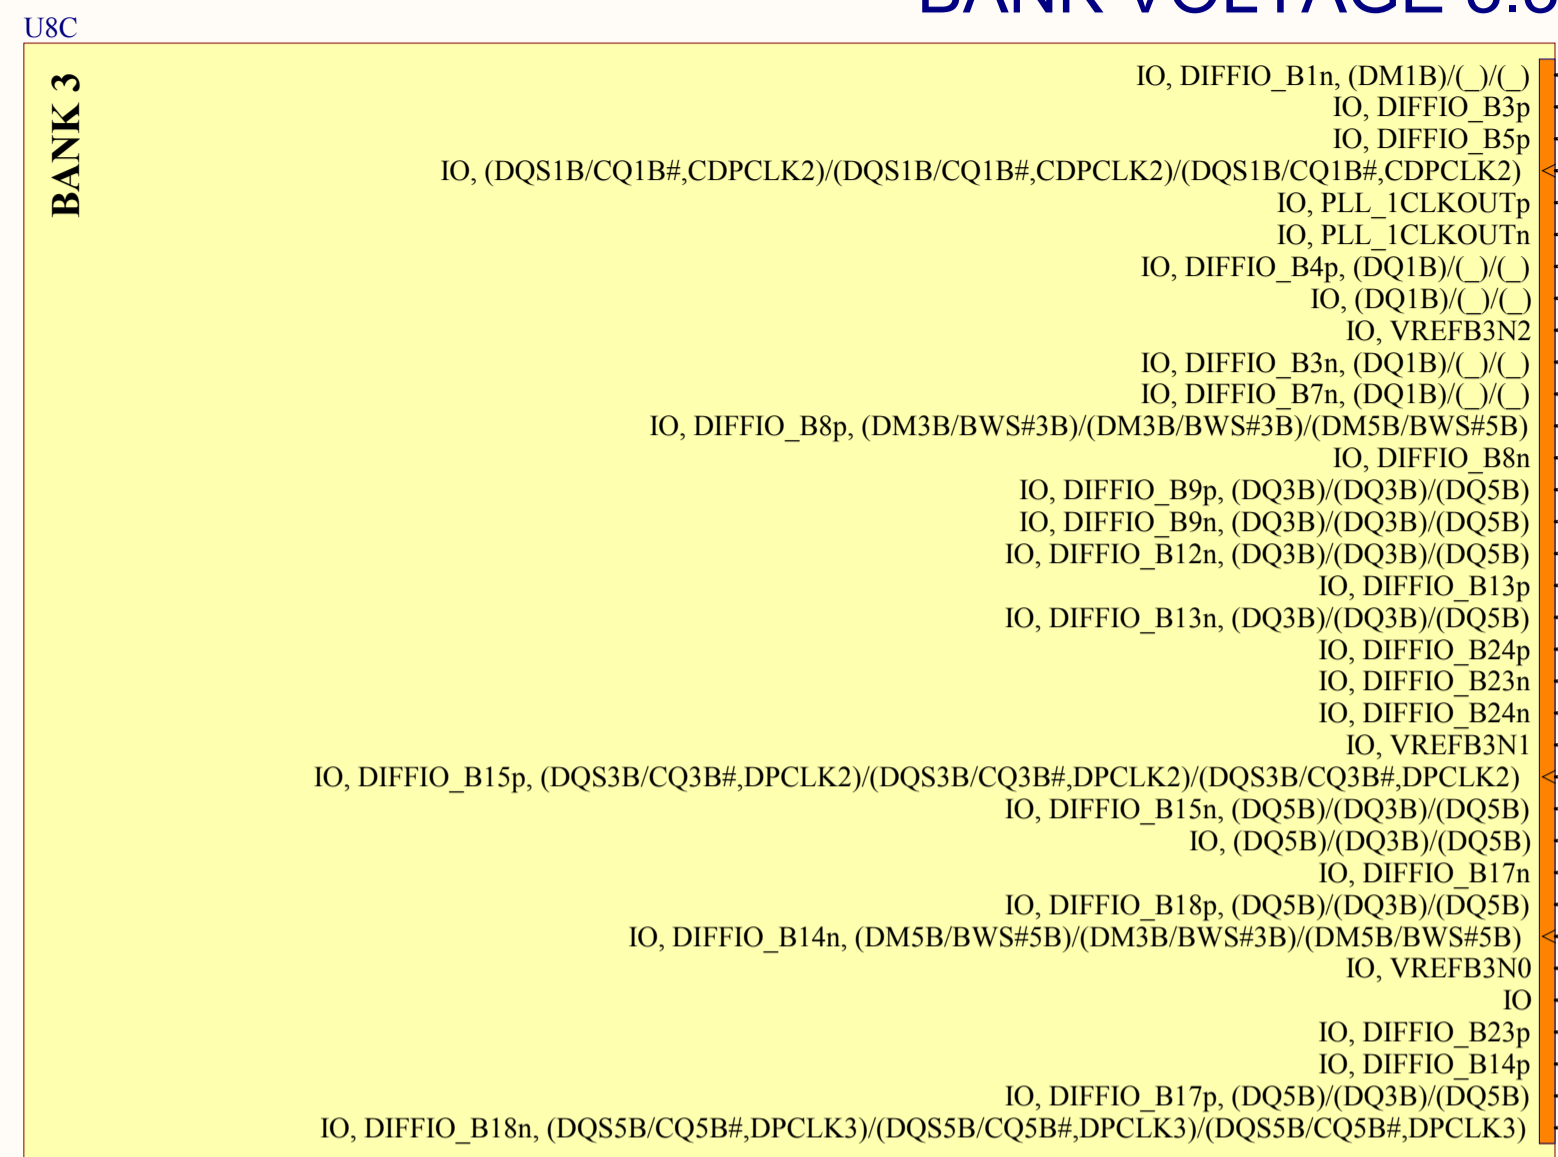 BANK VOLTAGE
U8C
BANK 3
IO, DIFFIO_B1n, (DM1B)/(_)/(_)
IO, DIFFIO_B3p
IO, DIFFIO_B5p
IO, (DQS1B/CQ1B#,CDPCLK2)/(DQS1B/CQ1B#,CDPCLK2)/(DQS1B/CQ1B#,CDPCLK2)
IO, PLL_1CLKOUTp
IO, PLL_1CLKOUTn
IO, DIFFIO_B4p, (DQ1B)/(_)/(_)
IO, (DQ1B)/(_)/(_)
IO, VREFB3N2
IO, DIFFIO_B3n, (DQ1B)/(_)/(_)
IO, DIFFIO_B7n, (DQ1B)/(_)/(_)
IO, DIFFIO_B8p, (DM3B/BWS#3B)/(DM3B/BWS#3B)/(DM5B/BWS#5B)
IO, DIFFIO_B8n
IO, DIFFIO_B9p, (DQ3B)/(DQ3B)/(DQ5B)
IO, DIFFIO_B9n, (DQ3B)/(DQ3B)/(DQ5B)
IO, DIFFIO_B12n, (DQ3B)/(DQ3B)/(DQ5B)
IO, DIFFIO_B13p
IO, DIFFIO_B13n, (DQ3B)/(DQ3B)/(DQ5B)
IO, DIFFIO_B24p
IO, DIFFIO_B23n
IO, DIFFIO_B24n
IO, VREFB3N1
IO, DIFFIO_B15p, (DQS3B/CQ3B#,DPCLK2)/(DQS3B/CQ3B#,DPCLK2)/(DQS3B/CQ3B#,DPCLK2)
IO, DIFFIO_B15n, (DQ5B)/(DQ3B)/(DQ5B)
IO, (DQ5B)/(DQ3B)/(DQ5B)
IO, DIFFIO_B17n
IO, DIFFIO_B18p, (DQ5B)/(DQ3B)/(DQ5B)
IO, DIFFIO_B14n, (DM5B/BWS#5B)/(DM3B/BWS#3B)/(DM5B/BWS#5B)
IO, VREFB3N0
IO
IO, DIFFIO_B23p
IO, DIFFIO_B14p
IO, DIFFIO_B17p, (DQ5B)/(DQ3B)/(DQ5B)
IO, DIFFIO_B18n, (DQS5B/CQ5B#,DPCLK3)/(DQS5B/CQ5B#,DPCLK3)/(DQS5B/CQ5B#,DPCLK3)